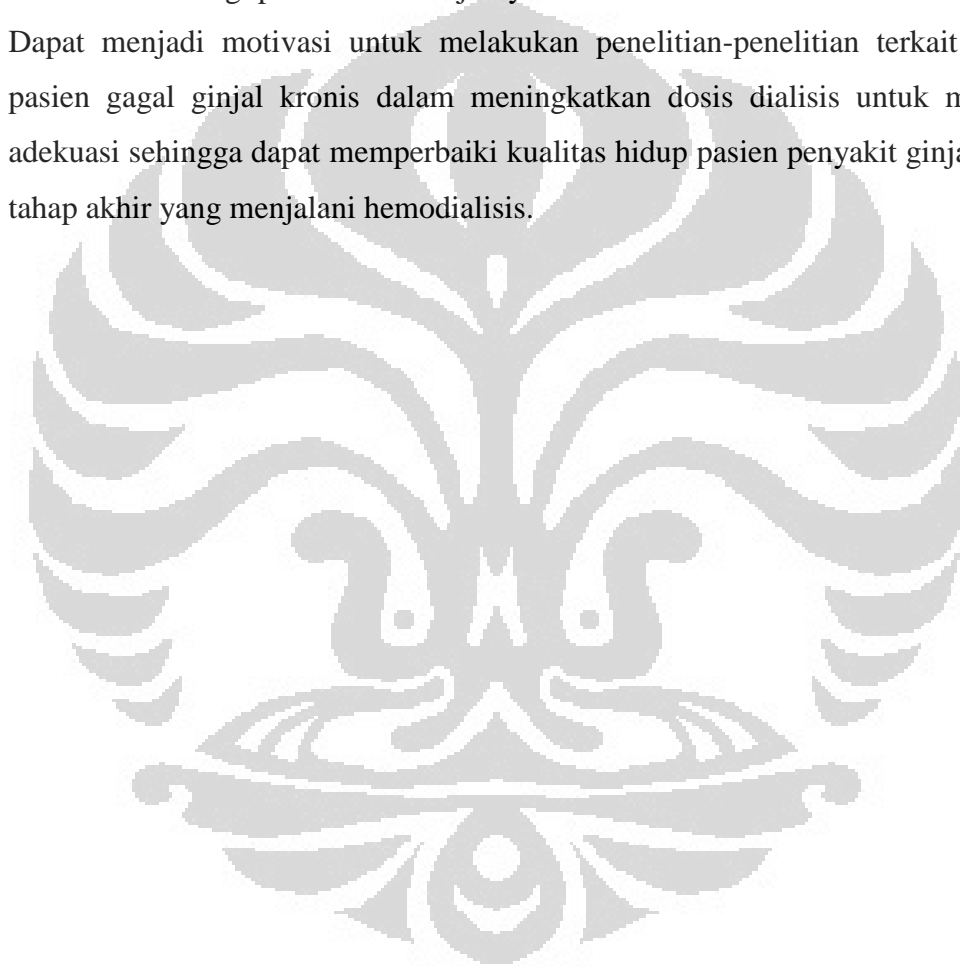 Dapat menjadi motivasi untuk melakukan penelitian-penelitian terkait
pasien gagal ginjal kronis dalam meningkatkan dosis dialisis untuk
adekuasi sehingga dapat memperbaiki kualitas hidup pasien penyakit
tahap akhir yang menjalani hemodialisis.